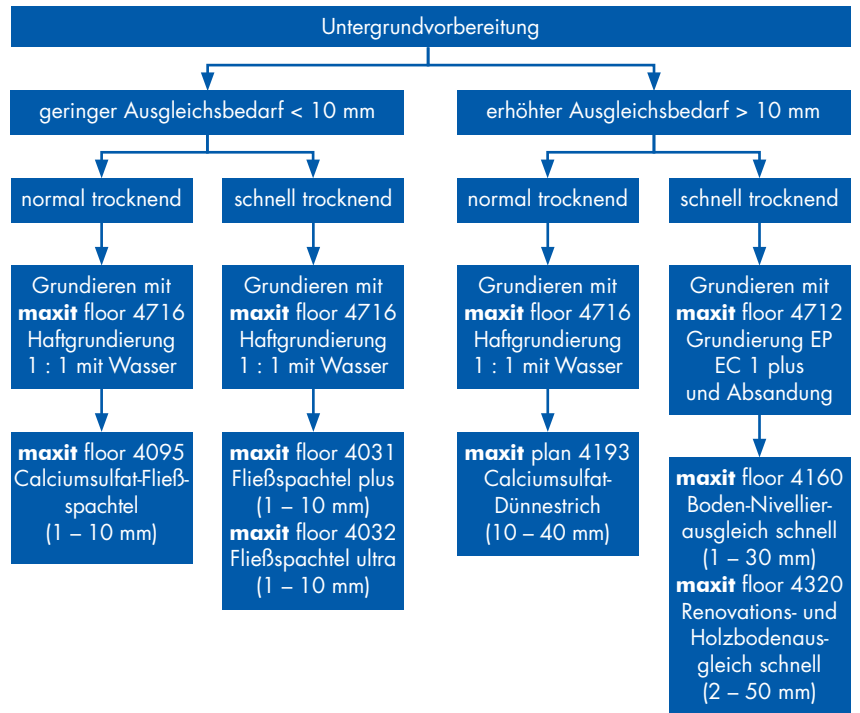 Untergrundvorbereitung
geringer Ausgleichsbedarf < 10 mm
erhöhter Ausgleichsbedarf > 10 mm
normal trocknend
schnell trocknend
normal trocknend
schnell trocknend
Grundieren mit
maxit floor 4716
Haftgrundierung
1 : 1 mit Wasser
Grundieren mit
maxit floor 4716
Haftgrundierung
1 : 1 mit Wasser
Grundieren mit
maxit floor 4716
Haftgrundierung
1 : 1 mit Wasser
Grundieren mit
maxit floor 4712
Grundierung EP
EC 1 plus
und Absandung
maxit floor 4095
Calciumsulfat-Fließ-
spachtel
(1 – 10 mm)
maxit floor 4031
Fließspachtel plus
(1 – 10 mm)
maxit floor 4032
Fließspachtel ultra
(1 – 10 mm)
maxit plan 4193
Calciumsulfat-
Dünnestrich
(10 – 40 mm)
maxit floor 4160
Boden-Nivellier-
ausgleich schnell
(1 – 30 mm)
maxit floor 4320
Renovations- und
Holzbodenaus-
gleich schnell
(2 – 50 mm)